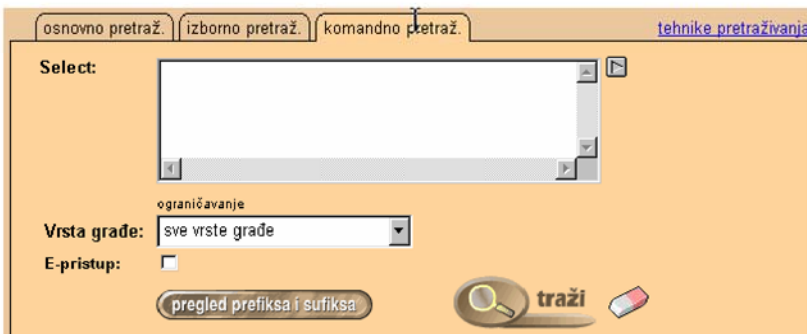 osnovno pretraž. izborno pretraž. komandno pretraž. tehnike pretraživanja
Select:
ograničavanje
Vrsta građe: sve vrste građe
E-pristup:
pregled prefiksa i sufiksa traži